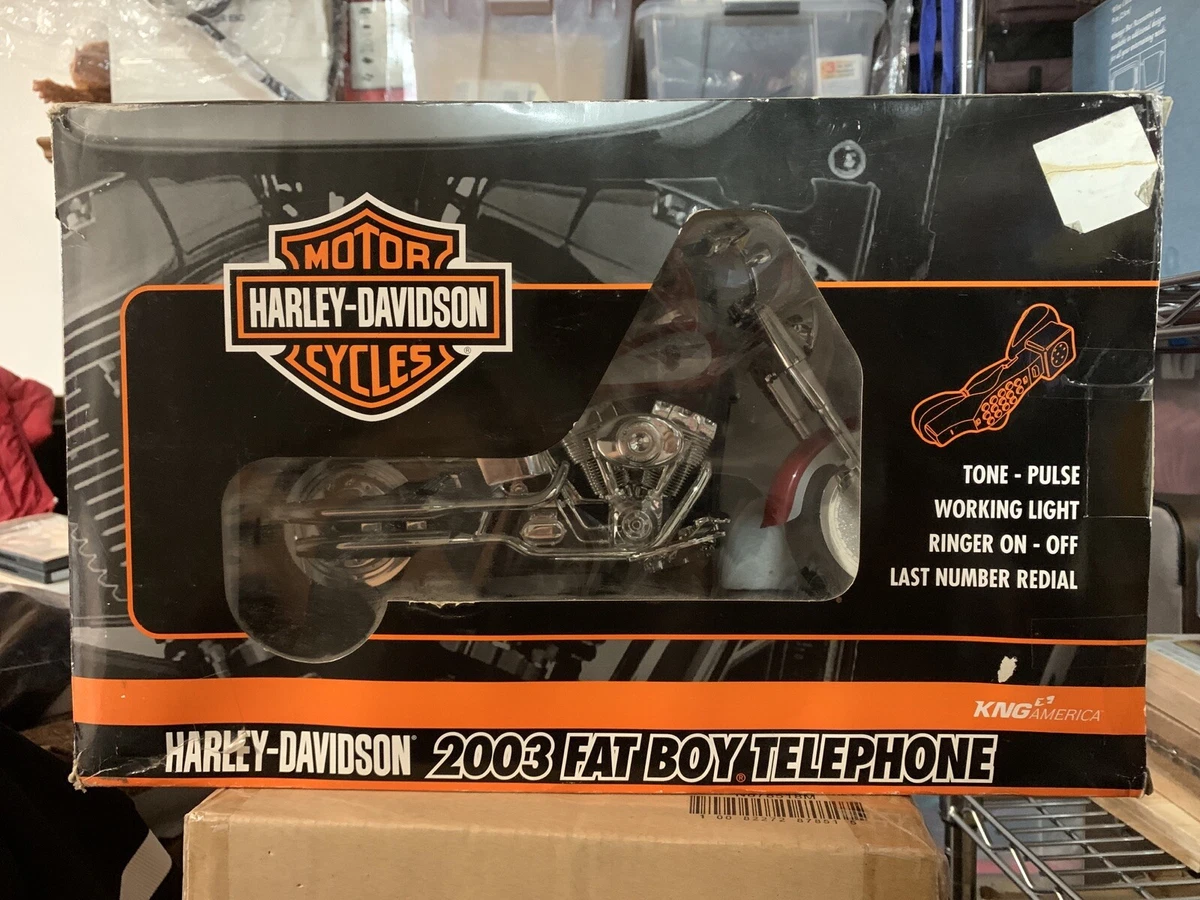 MOTOR
HARLEY-DAVIDSON
CYCLES
®
TONE - PULSE
WORKING LIGHT
RINGER ON - OFF
LAST NUMBER REDIAL
KNG AMERICA
HARLEY-DAVIDSON 2003 FAT BOY® TELEPHONE